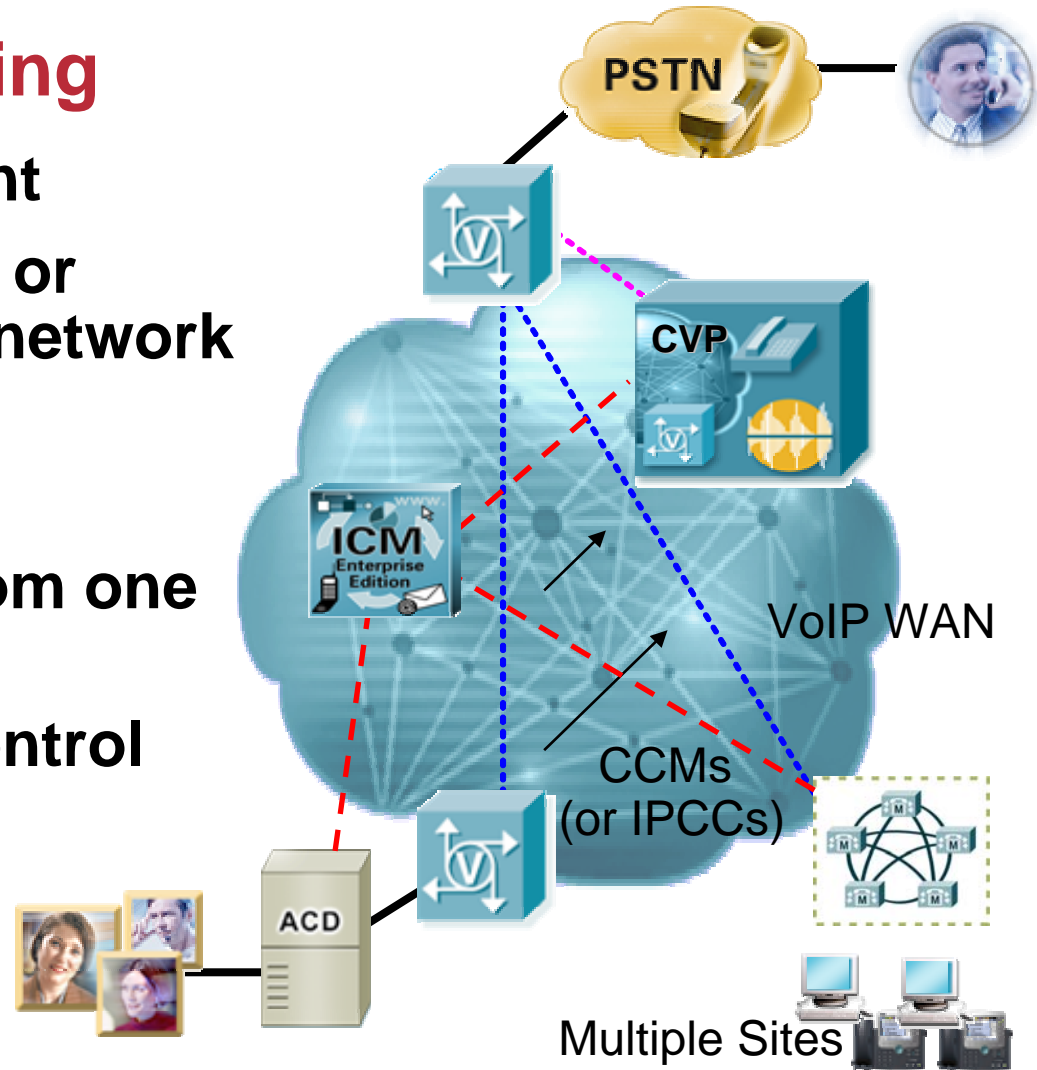 ing
PSTN
nt
or
network
CVP
V
V
www.
ICM
Enterprise
Edition
om one
VoIP WAN
ntrol
CCMs
(or IPCCs)
M
M
M
M
M
V
ACD
Multiple Sites